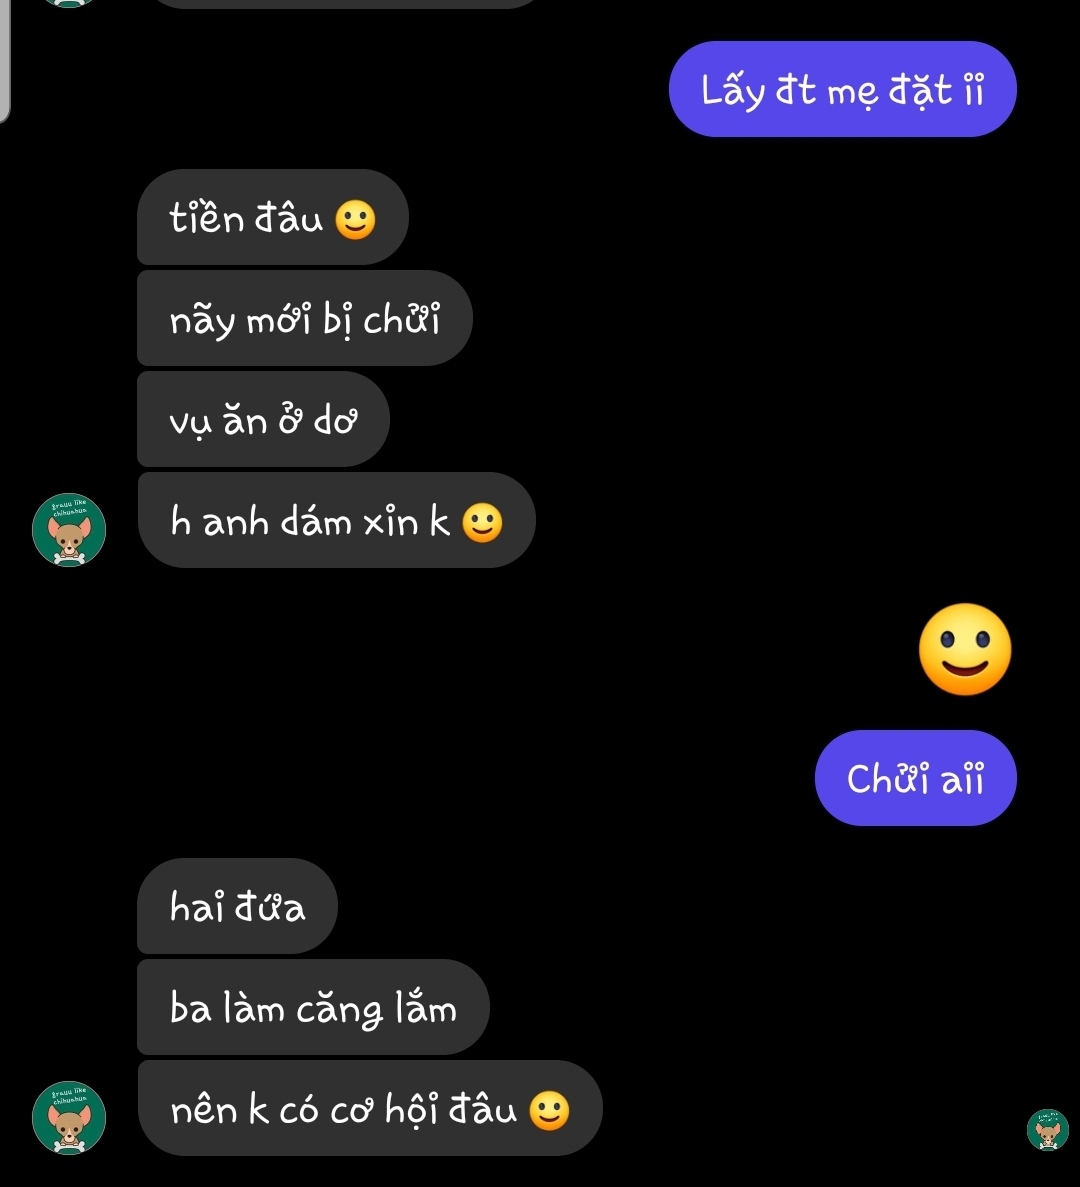 Lấy đt mẹ đặt ii
tiền đâu 🙂
nãy mới bị chửi
vụ ăn ở dơ
h anh dám xin k 🙂
🙂
Chửi aii
hai đứa
ba làm căng lắm
nên k có cơ hội đâu 🙂